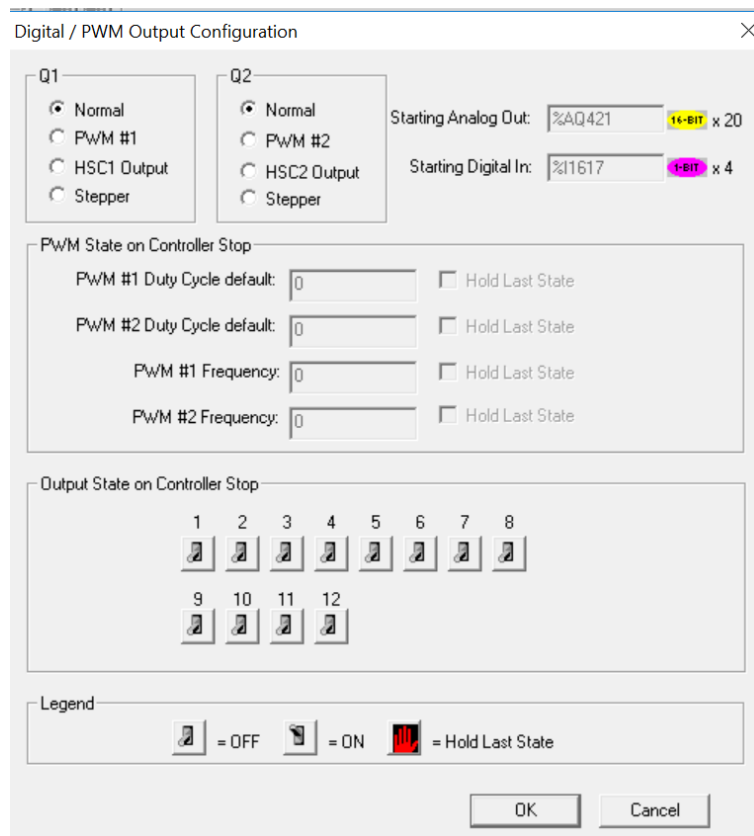 Digital / PWM Output Configuration
Q1
Normal
PWM #1
HSC1 Output
Stepper
Q2
Normal
PWM #2
HSC2 Output
Stepper
Starting Analog Out: %AQ421 16-BIT x 20
Starting Digital In: %I1617 1-BIT x 4
PWM State on Controller Stop
PWM #1 Duty Cycle default: 0 Hold Last State
PWM #2 Duty Cycle default: 0 Hold Last State
PWM #1 Frequency: 0 Hold Last State
PWM #2 Frequency: 0 Hold Last State
Output State on Controller Stop
1 2 3 4 5 6 7 8
9 10 11 12
Legend
= OFF = ON = Hold Last State
OK Cancel